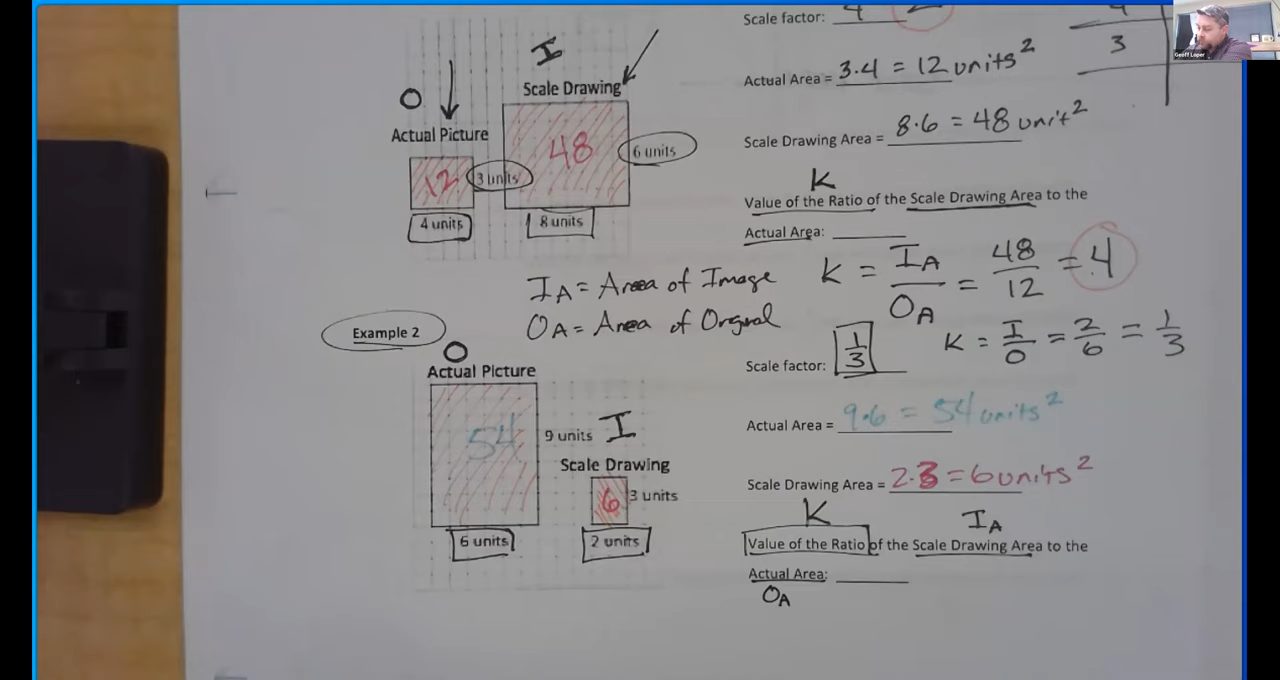 Scale factor: 4
3
Geoff Loper
I
O
Scale Drawing
Actual Picture
12
3 units
48
6 units
4 units
8 units
Actual Area = 3.4 = 12 units²
Scale Drawing Area = 8.6 = 48 unit²
K
Value of the Ratio of the Scale Drawing Area to the
Actual Area:
K = I_A / O_A = 48 / 12 = 4
I_A = Area of Image
O_A = Area of Orginal
Example 2
O
Actual Picture
54
9 units
I
Scale Drawing
6
3 units
6 units
2 units
Scale factor: 1/3
K = I/O = 2/6 = 1/3
Actual Area = 9.6 = 54 units²
Scale Drawing Area = 2.3 = 6 units²
K
I_A
Value of the Ratio of the Scale Drawing Area to the
Actual Area:
O_A